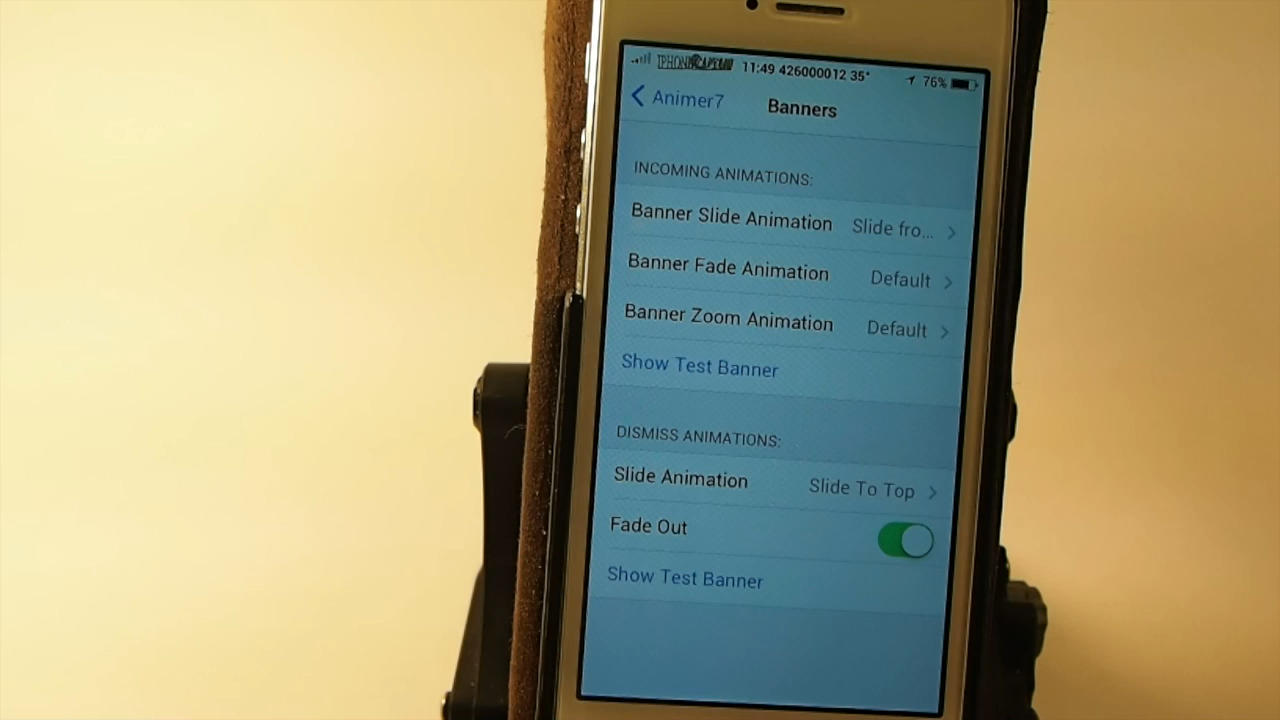 11:49 426000012 35° 76%
Animer7 Banners
INCOMING ANIMATIONS:
Banner Slide Animation Slide fro...
Banner Fade Animation Default
Banner Zoom Animation Default
Show Test Banner
DISMISS ANIMATIONS:
Slide Animation Slide To Top
Fade Out
Show Test Banner